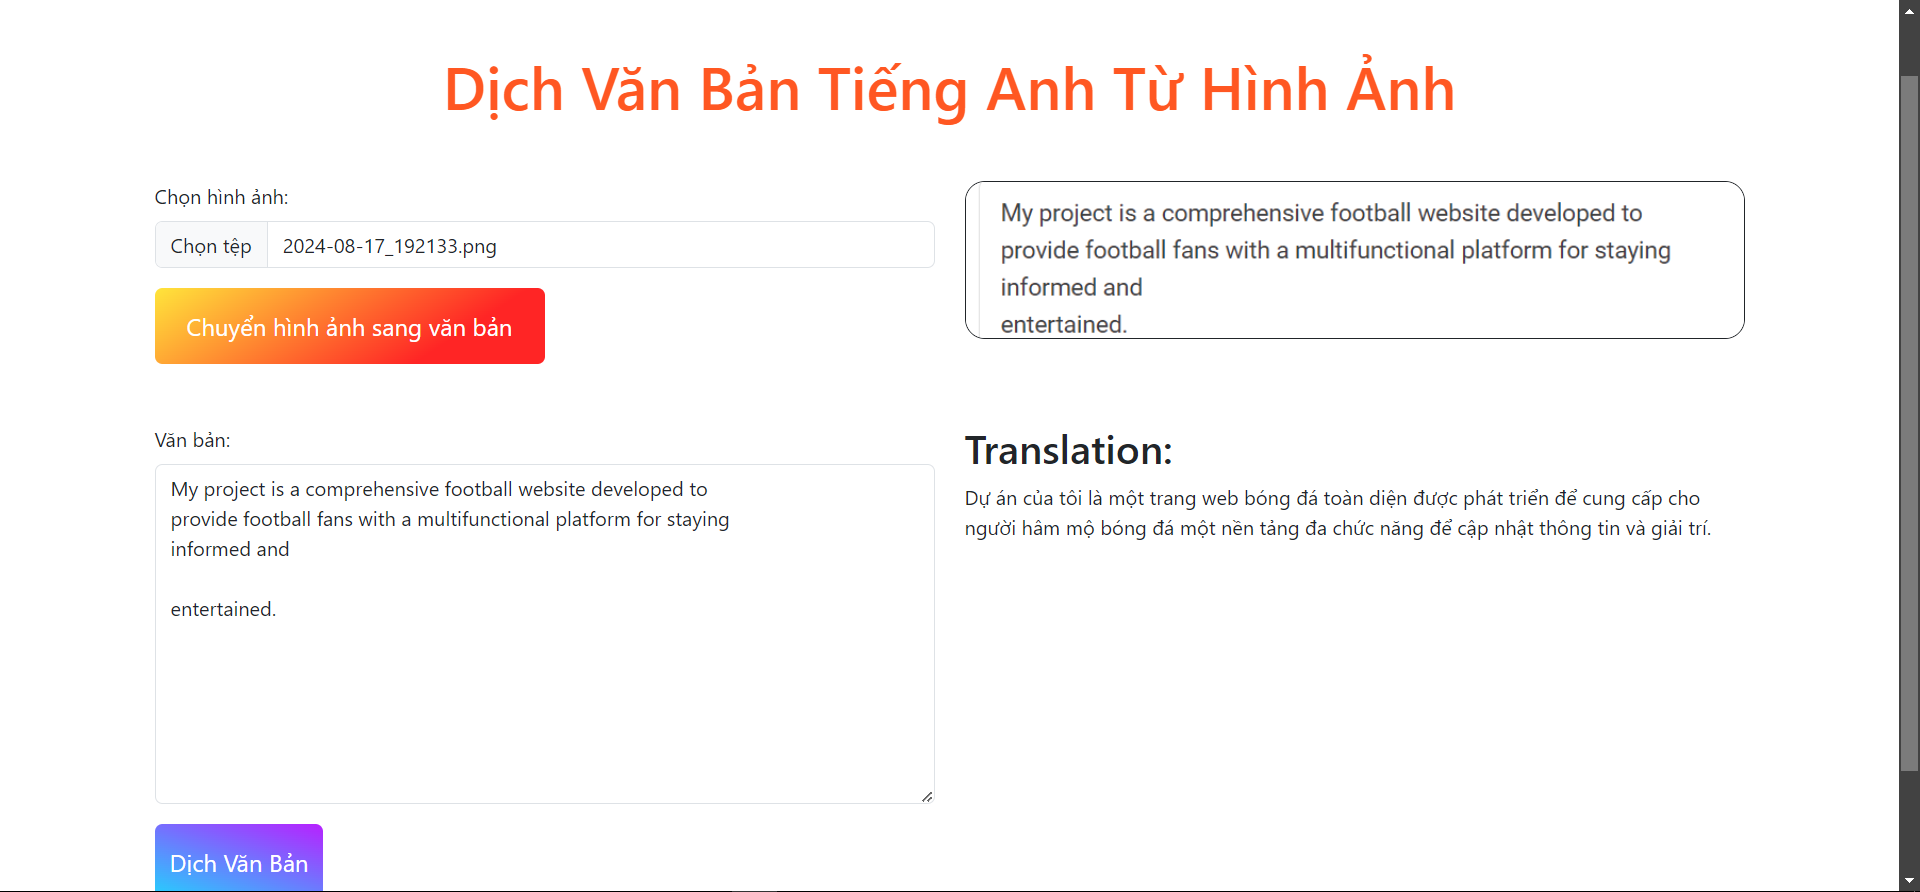 Dịch Văn Bản Tiếng Anh Từ Hình Ảnh
Chọn hình ảnh:
Chọn tệp 2024-08-17_192133.png
Chuyển hình ảnh sang văn bản
My project is a comprehensive football website developed to
provide football fans with a multifunctional platform for staying
informed and
entertained.
Văn bản:
My project is a comprehensive football website developed to
provide football fans with a multifunctional platform for staying
informed and
entertained.
Dịch Văn Bản
Translation:
Dự án của tôi là một trang web bóng đá toàn diện được phát triển để cung cấp cho
người hâm mộ bóng đá một nền tảng đa chức năng để cập nhật thông tin và giải trí.